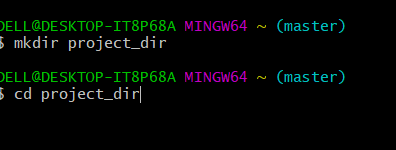 DELL@DESKTOP-IT8P68A MINGW64 ~ (master)
$ mkdir project_dir
DELL@DESKTOP-IT8P68A MINGW64 ~ (master)
$ cd project_dir